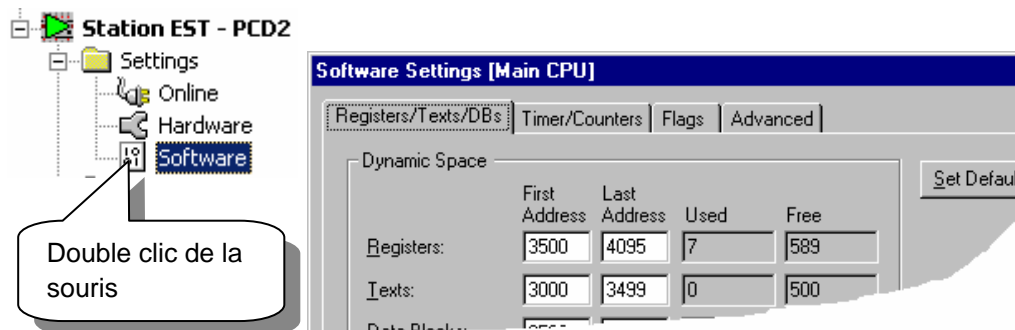 Station EST - PCD2
Settings
Online
Hardware
Software
Double clic de la
souris
Software Settings [Main CPU]
Registers/Texts/DBs Timer/Counters Flags Advanced
Dynamic Space
Set Defaul
First Last
Address Address Used Free
Registers: 3500 4095 7 589
Texts: 3000 3499 0 500